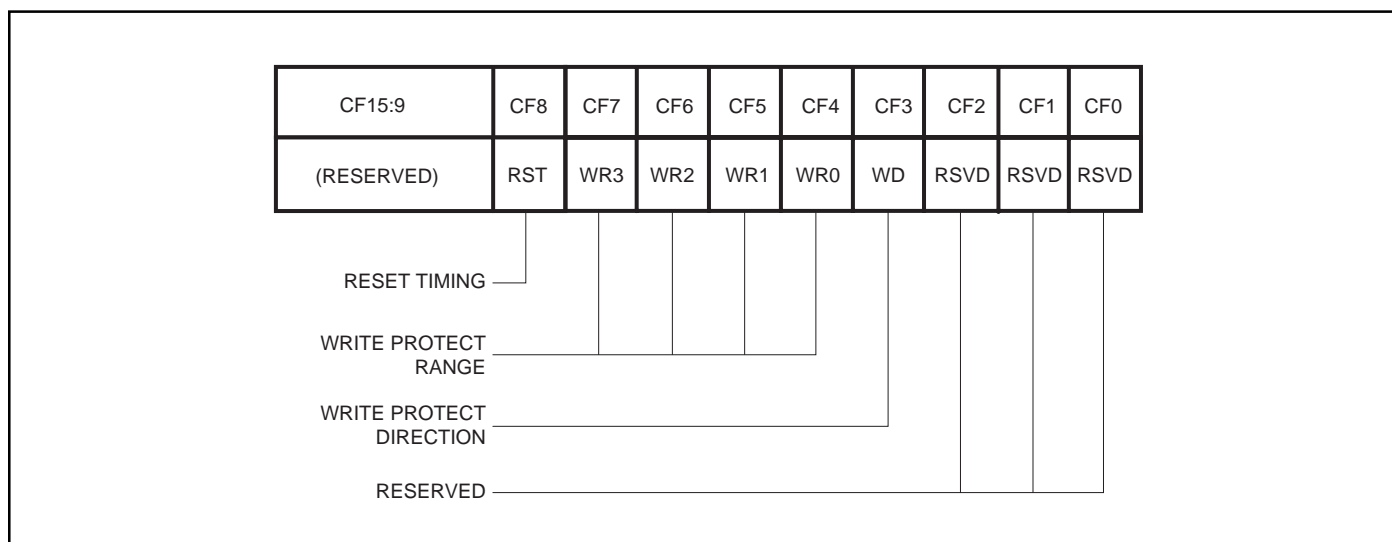 CF15:9 CF8 CF7 CF6 CF5 CF4 CF3 CF2 CF1 CF0
(RESERVED) RST WR3 WR2 WR1 WR0 WD RSVD RSVD RSVD
RESET TIMING
WRITE PROTECT
RANGE
WRITE PROTECT
DIRECTION
RESERVED